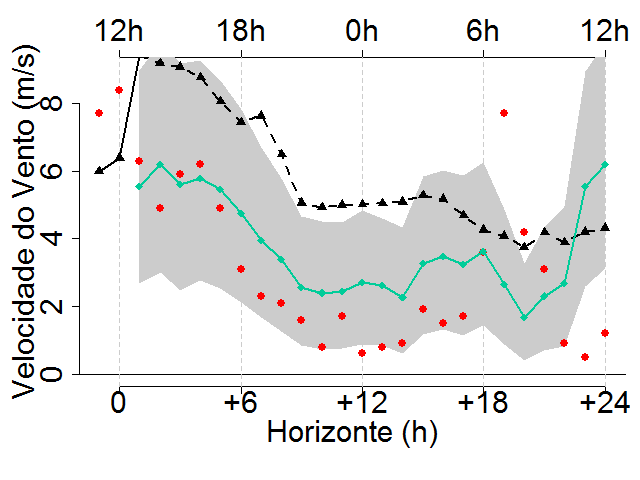 12h 18h 0h 6h 12h
Velocidade do Vento (m/s)
8
6
4
2
0
0 +6 +12 +18 +24
Horizonte (h)